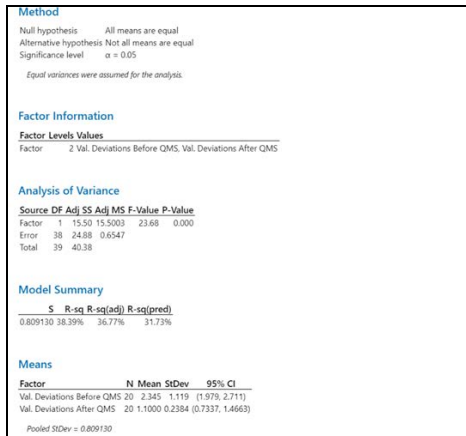 Method
Null hypothesis All means are equal
Alternative hypothesis Not all means are equal
Significance level α = 0.05
Equal variances were assumed for the analysis.
Factor Information
Factor Levels Values
Factor 2 Val. Deviations Before QMS, Val. Deviations After QMS
Analysis of Variance
Source DF Adj SS Adj MS F-Value P-Value
Factor 1 15.50 15.5003 23.68 0.000
Error 38 24.88 0.6547
Total 39 40.38
Model Summary
S R-sq R-sq(adj) R-sq(pred)
0.809130 38.39% 36.77% 31.73%
Means
Factor N Mean StDev 95% CI
Val. Deviations Before QMS 20 2.345 1.119 (1.979, 2.711)
Val. Deviations After QMS 20 1.1000 0.2384 (0.7337, 1.4663)
Pooled StDev = 0.809130